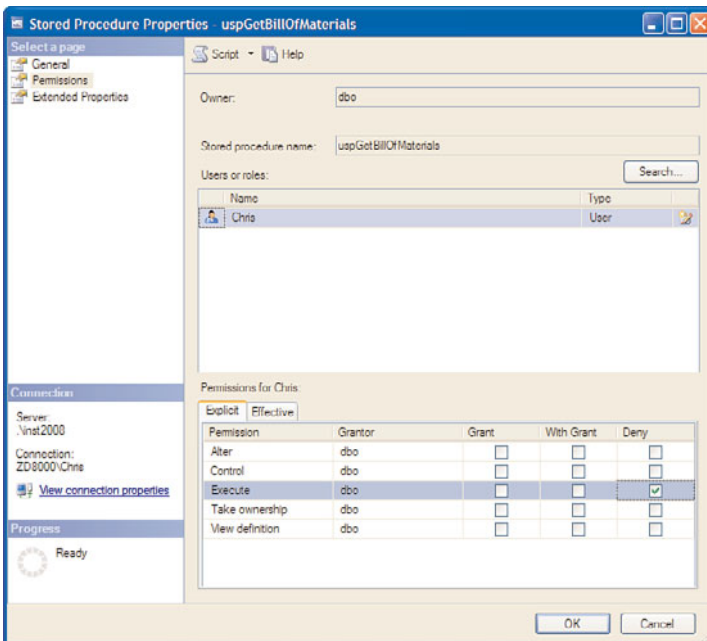 Stored Procedure Properties - uspGetBillOfMaterials
Select a page
General
Permissions
Extended Properties
Script Help
Owner: dbo
Stored procedure name: uspGetBillOfMaterials
Users or roles: Search...
Name Type
Chris User
Permissions for Chris:
Explicit Effective
Permission Grantor Grant With Grant Deny
Alter dbo
Control dbo
Execute dbo
Take ownership dbo
View definition dbo
Connection
Server:
.\inst2008
Connection:
ZD8000\Chris
View connection properties
Progress
Ready
OK Cancel